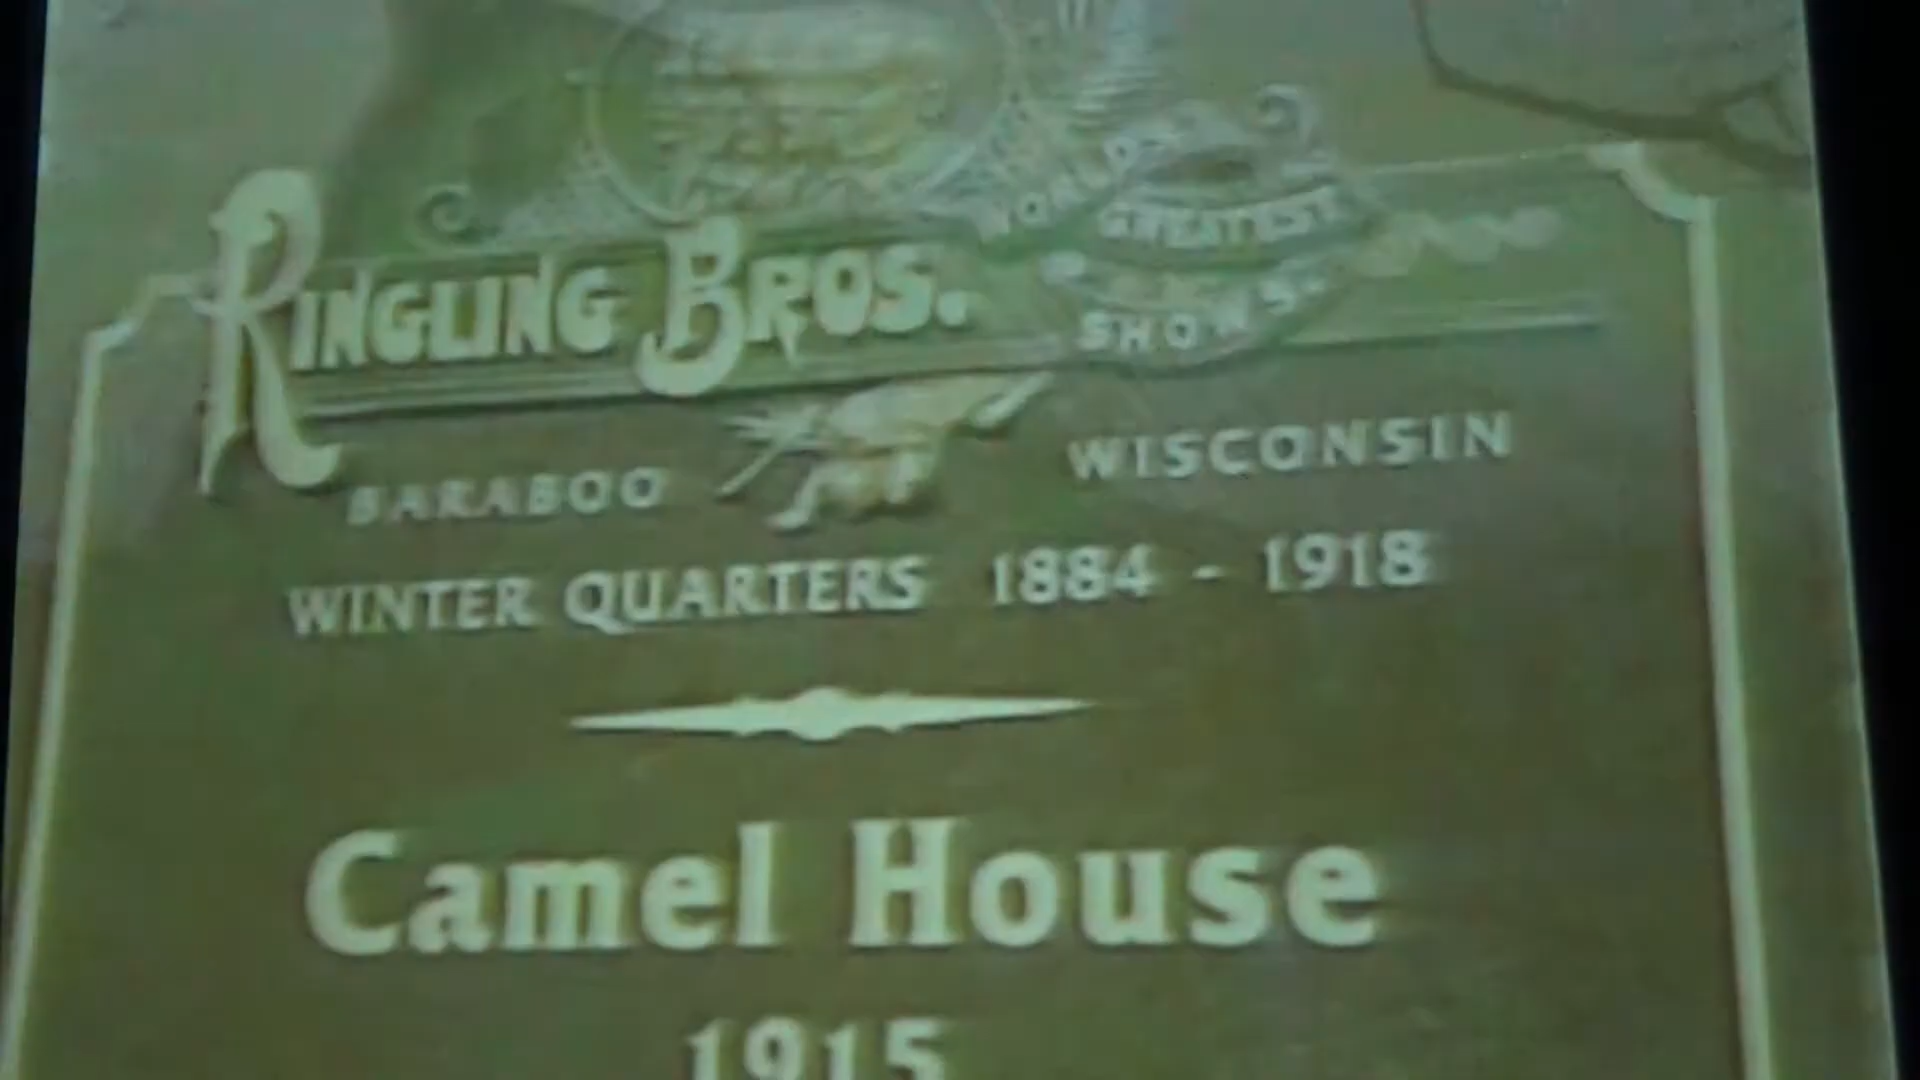 RINGLING BROS.
WORLD'S
GREATEST
SHOWS
BARABOO WISCONSIN
WINTER QUARTERS 1884 - 1918
Camel House
1915